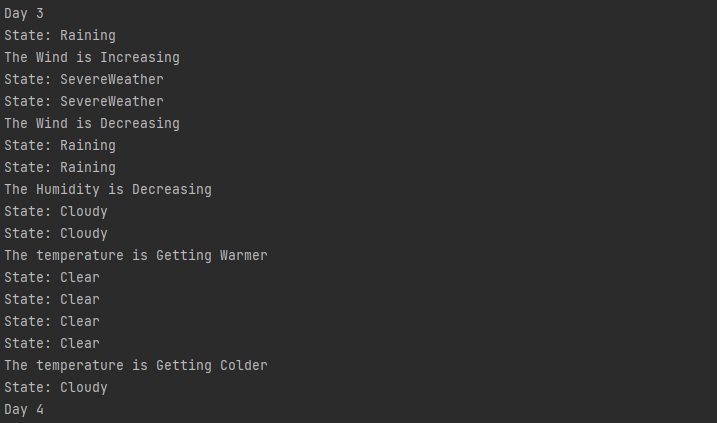 Day 3
State: Raining
The Wind is Increasing
State: SevereWeather
State: SevereWeather
The Wind is Decreasing
State: Raining
State: Raining
The Humidity is Decreasing
State: Cloudy
State: Cloudy
The temperature is Getting Warmer
State: Clear
State: Clear
State: Clear
State: Clear
The temperature is Getting Colder
State: Cloudy
Day 4